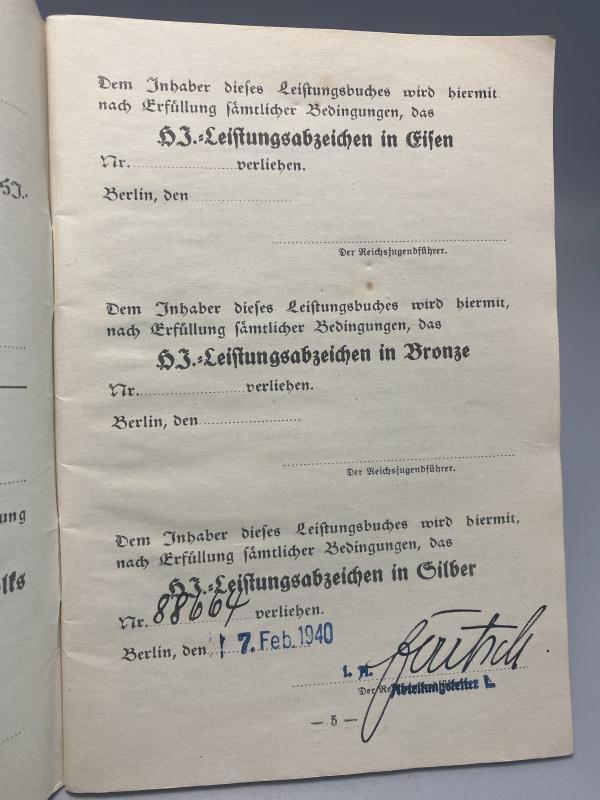 Dem Inhaber dieses Leistungsbuches wird hiermit
nach Erfüllung sämtlicher Bedingungen, das
HJ.-Leistungsabzeichen in Eisen
Nr. verliehen.
Berlin, den
Der Reichsjugendführer.
Dem Inhaber dieses Leistungsbuches wird hiermit,
nach Erfüllung sämtlicher Bedingungen, das
HJ.-Leistungsabzeichen in Bronze
Nr. verliehen.
Berlin, den
Der Reichsjugendführer.
Dem Inhaber dieses Leistungsbuches wird hiermit,
nach Erfüllung sämtlicher Bedingungen, das
HJ.-Leistungsabzeichen in Silber
Nr. 88664 verliehen.
Berlin, den 7. Feb. 1940
i. A.
Der
Abteilungsleiter L
— 5 —